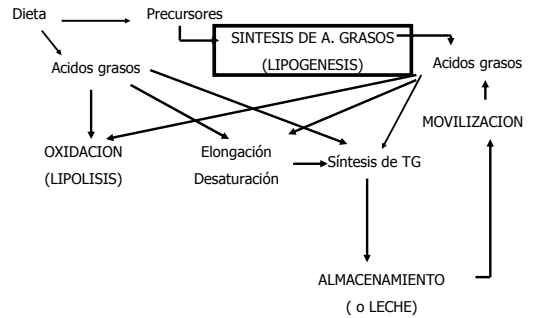 Dieta
Precursores
SINTESIS DE A. GRASOS
(LIPOGENESIS)
Acidos grasos
Acidos grasos
MOVILIZACION
OXIDACION
(LIPOLISIS)
Elongación
Desaturación
Síntesis de TG
ALMACENAMIENTO
( o LECHE)